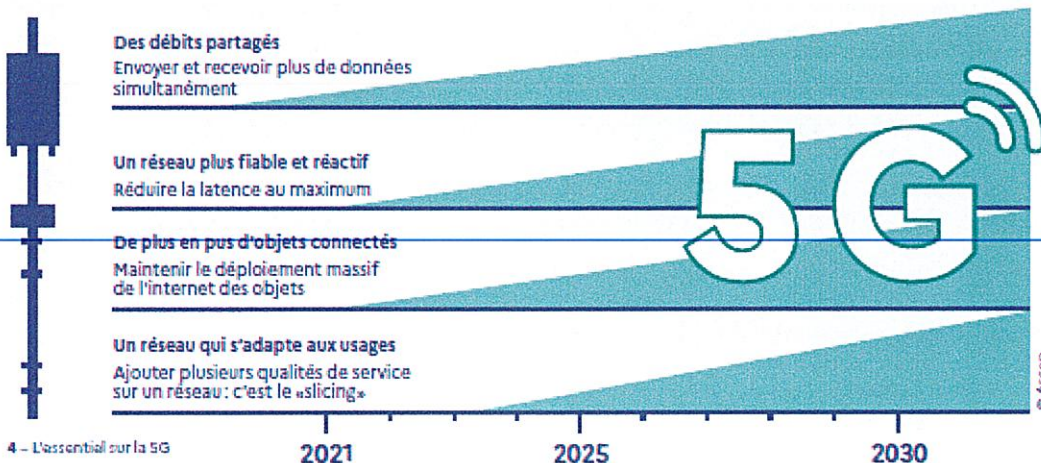 Des débits partagés
Envoyer et recevoir plus de données
simultanément
Un réseau plus fiable et réactif
Réduire la latence au maximum
5G
De plus en pus d'objets connectés
Maintenir le déploiement massif
de l'internet des objets
Un réseau qui s'adapte aux usages
Ajouter plusieurs qualités de service
sur un réseau : c'est le «slicing»
© Arcep
4 – L'essentiel sur la 5G
2021
2025
2030